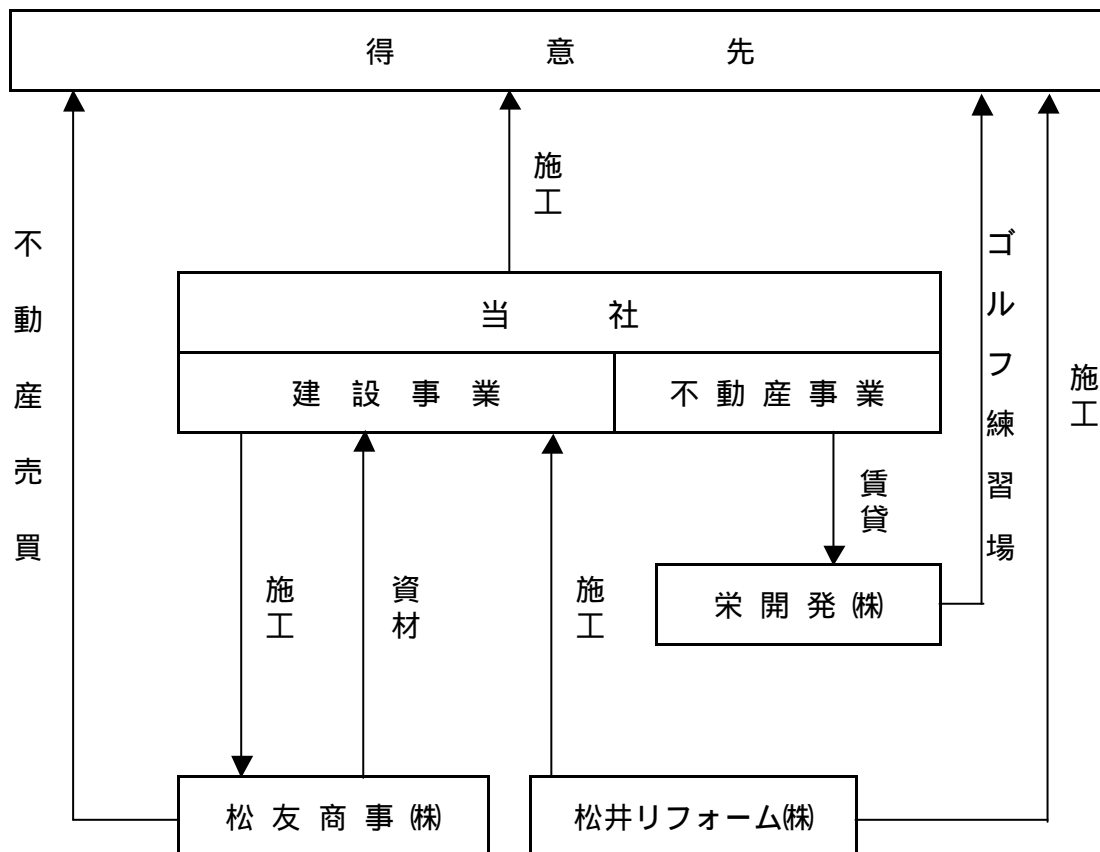 得意先
施工
不動産売買
ゴルフ練習場
施工
当社
建設事業
不動産事業
施工
資材
施工
賃貸
栄開発㈱
松友商事㈱
松井リフォーム㈱